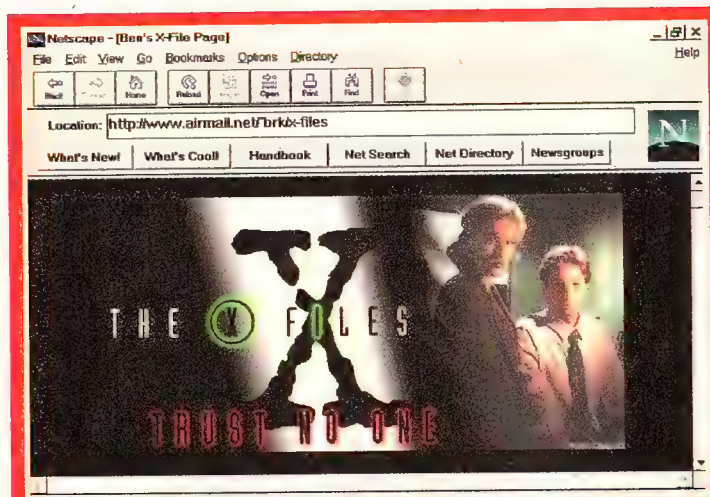 Netscape - [Ben's X-File Page]
File Edit View Go Bookmarks Options Directory Help
Back Home Reload Open Print Find
Location: http://www.airmail.net/~brk/x-files
What's New! What's Cool! Handbook Net Search Net Directory Newsgroups
N
X
THE X FILES
TRUST NO ONE